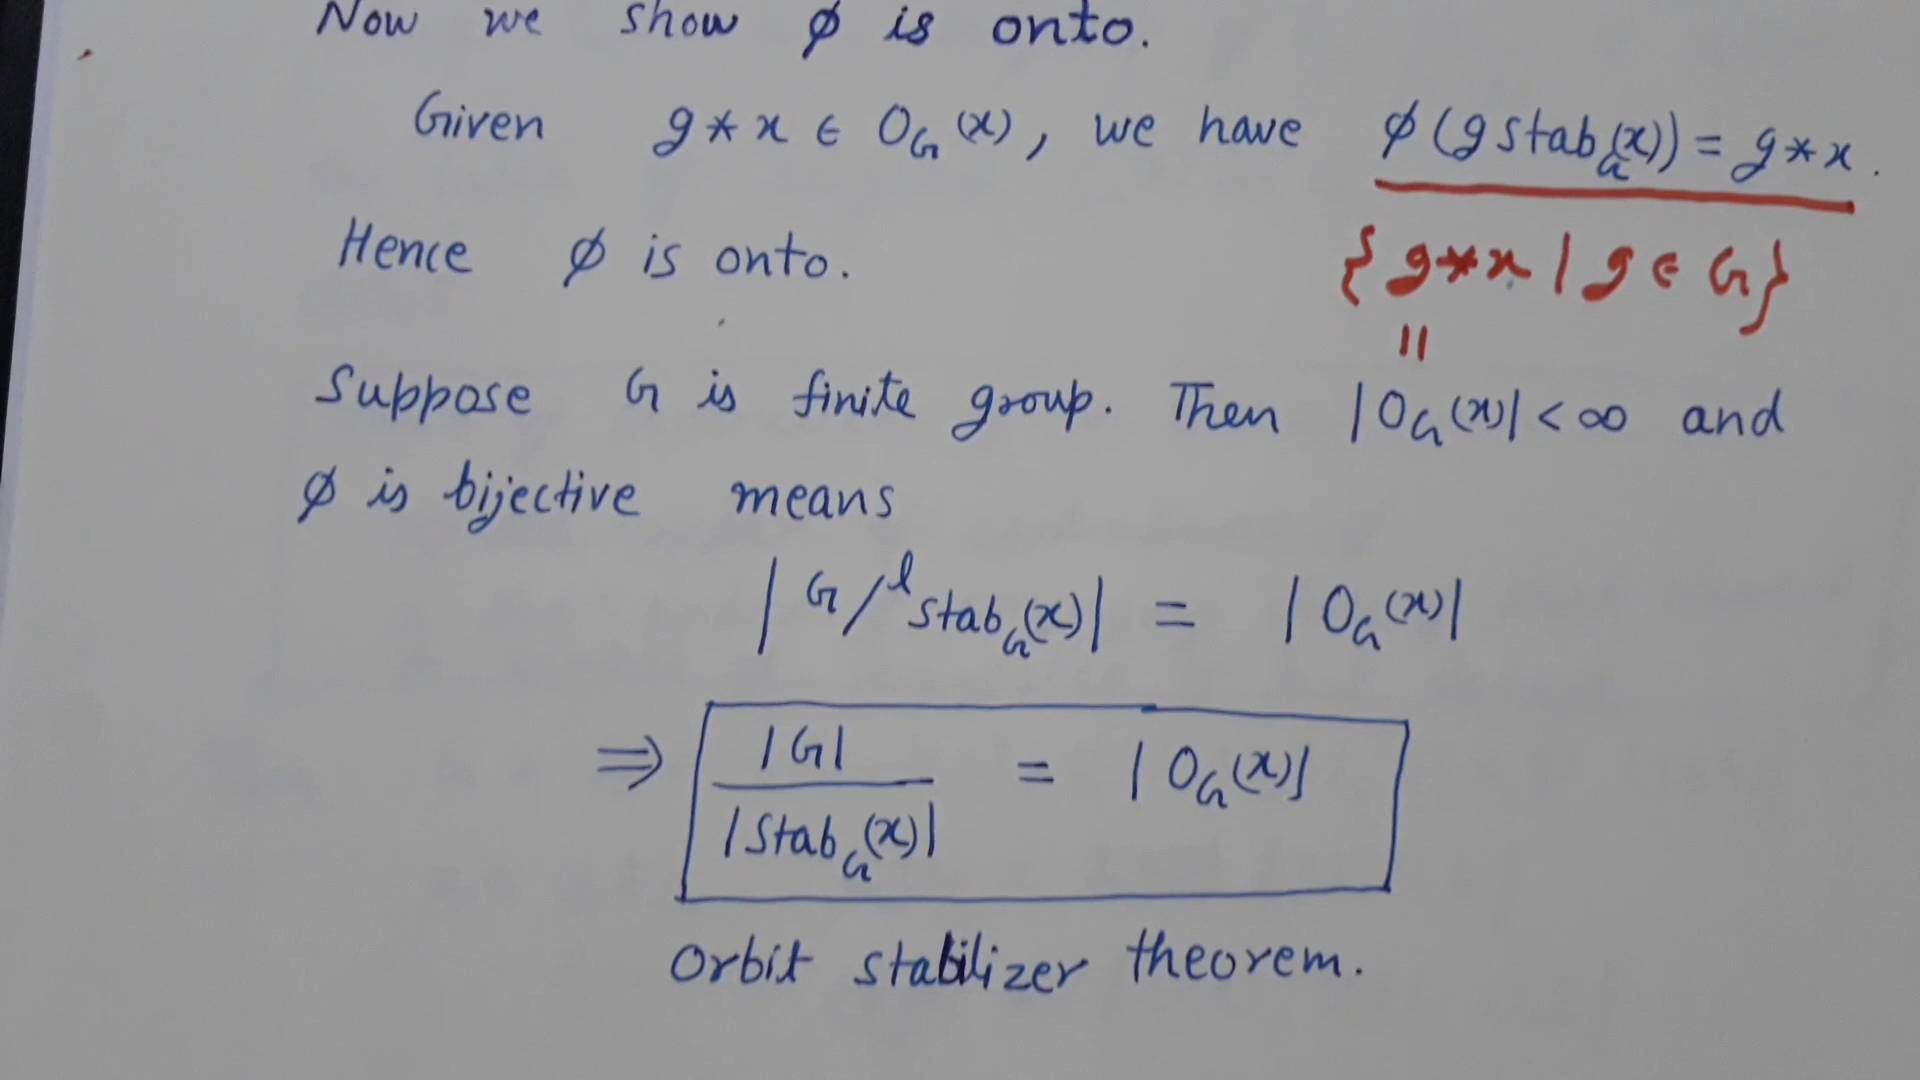 Now we show φ is onto.
Given g*x ∈ O_G(x), we have φ(g Stab_G(x)) = g*x.
Hence φ is onto.
{g*x | g ∈ G}
||
Suppose G is finite group. Then |O_G(x)| < ∞ and
φ is bijective means
|G/^l Stab_G(x)| = |O_G(x)|
⇒ |G| / |Stab_G(x)| = |O_G(x)|
Orbit stabilizer theorem.